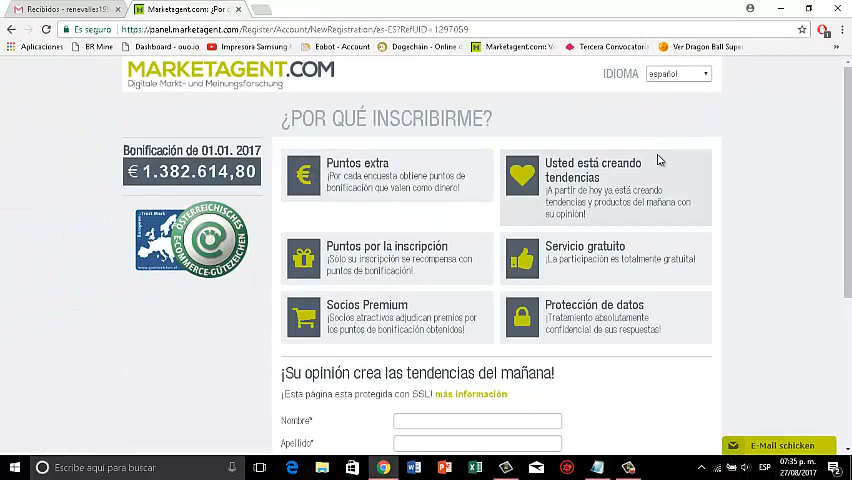 Recibidos - renevalles199
Marketagent.com: ¿Por c
Es seguro
https://panel.marketagent.com/Register/Account/NewRegistration/es-ES?RefUID=1297059
Aplicaciones
BR Mine
Dashboard - ouo.io
Impresora Samsung
Eobot - Account
Dogechain - Online
Marketagent.com: V
Tercera Convocatoria
Ver Dragon Ball Supe
MARKETAGENT.COM
Digitale Markt- und Meinungsforschung
IDIOMA
español
¿POR QUÉ INSCRIBIRME?
Bonificación de 01.01. 2017
€ 1.382.614,80
Puntos extra
¡Por cada encuesta obtiene puntos de
bonificación que valen como dinero!
Usted está creando
tendencias
¡A partir de hoy ya está creando
tendencias y productos del mañana con
su opinión!
Puntos por la inscripción
¡Sólo su inscripción se recompensa con
puntos de bonificación!
Servicio gratuito
¡La participación es totalmente gratuita!
Socios Premium
¡Socios atractivos adjudican premios por
los puntos de bonificación obtenidos!
Protección de datos
¡Tratamiento absolutamente
confidencial de sus respuestas!
ÖSTERREICHISCHES
E-COMMERCE-GÜTEZEICHEN
¡Su opinión crea las tendencias del mañana!
¡Esta página esta protegida con SSL! más información
Nombre*
Apellido*
E-Mail schicken
Escribe aquí para buscar
ESP
07:35 p.m.
27/08/2017